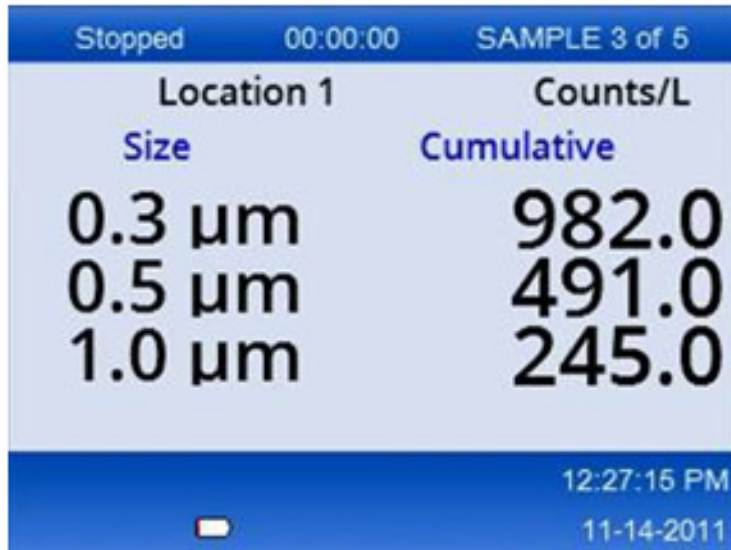 Stopped 00:00:00 SAMPLE 3 of 5
Location 1 Counts/L
Size Cumulative
0.3 µm 982.0
0.5 µm 491.0
1.0 µm 245.0
12:27:15 PM
11-14-2011